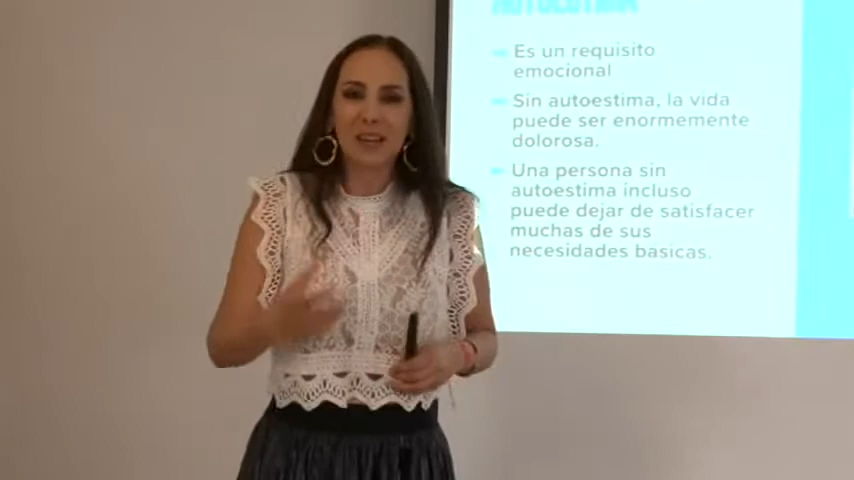 Es un requisito
emocional
Sin autoestima, la vida
puede ser enormemente
dolorosa.
Una persona sin
autoestima incluso
puede dejar de satisfacer
muchas de sus
necesidades básicas.